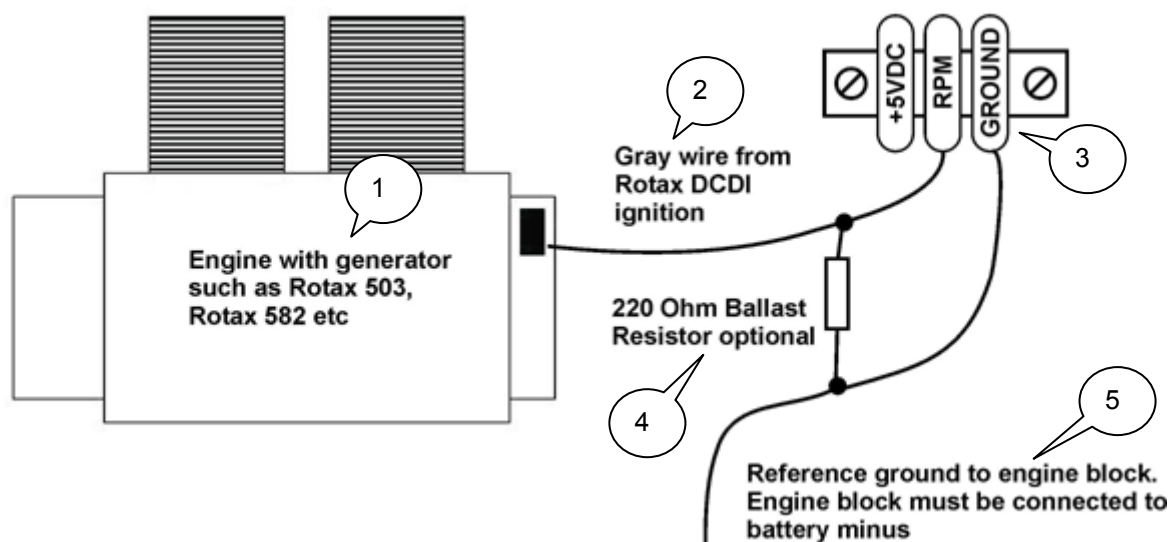 +5VDC
RPM
GROUND
2
Gray wire from
Rotax DCDI
ignition
3
1
Engine with generator
such as Rotax 503,
Rotax 582 etc
220 Ohm Ballast
Resistor optional
4
5
Reference ground to engine block.
Engine block must be connected to
battery minus